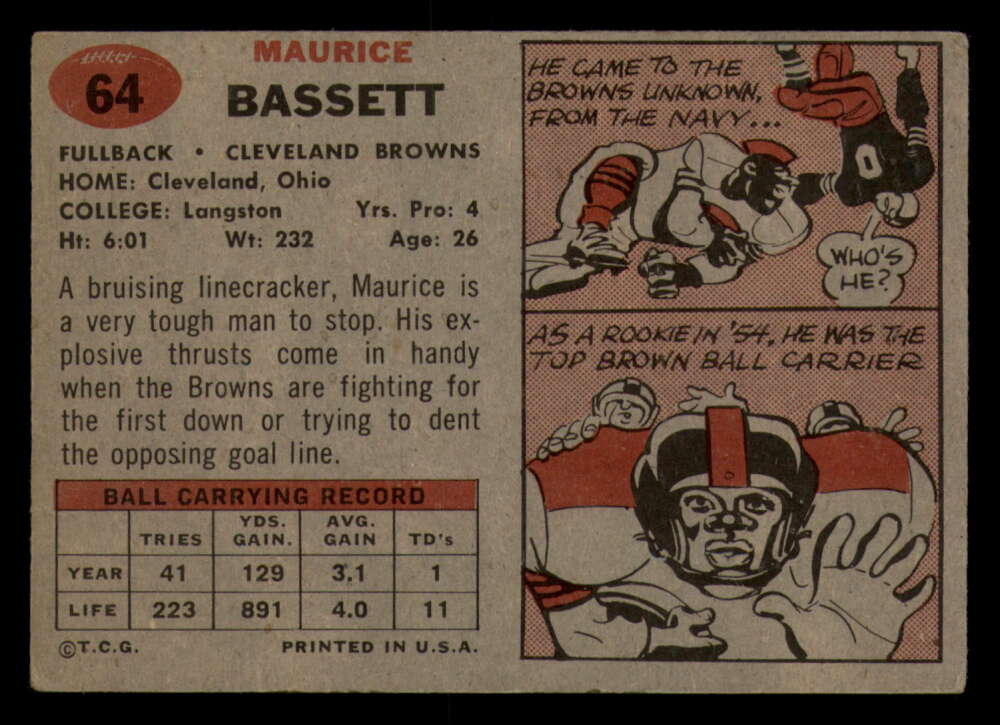 64
MAURICE
BASSETT
FULLBACK • CLEVELAND BROWNS
HOME: Cleveland, Ohio
COLLEGE: Langston Yrs. Pro: 4
Ht: 6:01 Wt: 232 Age: 26
A bruising linecracker, Maurice is
a very tough man to stop. His ex-
plosive thrusts come in handy
when the Browns are fighting for
the first down or trying to dent
the opposing goal line.
BALL CARRYING RECORD
TRIES YDS. GAIN. AVG. GAIN TD's
YEAR 41 129 3.1 1
LIFE 223 891 4.0 11
©T.C.G. PRINTED IN U.S.A.
HE CAME TO THE
BROWNS UNKNOWN,
FROM THE NAVY...
0
WHO'S
HE?
AS A ROOKIE IN '54, HE WAS THE
TOP BROWN BALL CARRIER